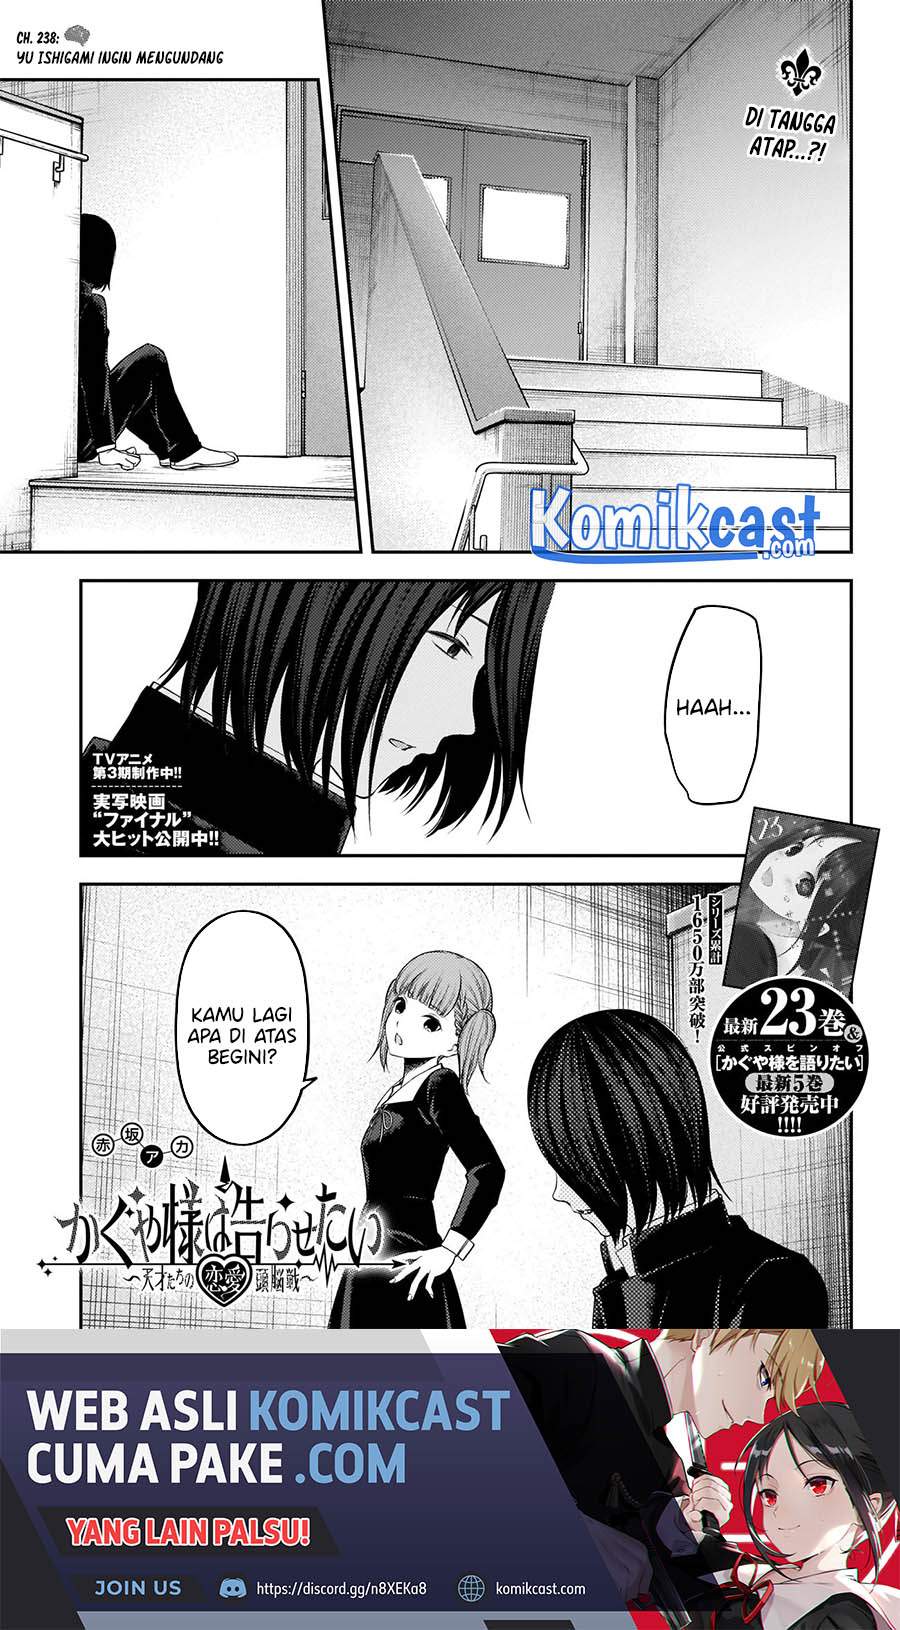 CH. 238:
YU ISHIGAMI INGIN MENGUNDANG
DI TANGGA
ATAP...?!
Komikcast
.com
HAAH...
TVアニメ
第3期制作中!!
実写映画
“ファイナル”
大ヒット公開中!!
23
シリーズ累計
1650万部突破!
最新23巻&
公式スピンオフ
[かぐや様を語りたい]
最新5巻
好評発売中
!!!!
KAMU LAGI
APA DI ATAS
BEGINI?
赤坂アカ
かぐや様は告らせたい
~天才たちの恋愛頭脳戦~
WEB ASLI KOMIKCAST
CUMA PAKE .COM
YANG LAIN PALSU!
JOIN US
https://discord.gg/n8XEKa8
komikcast.com